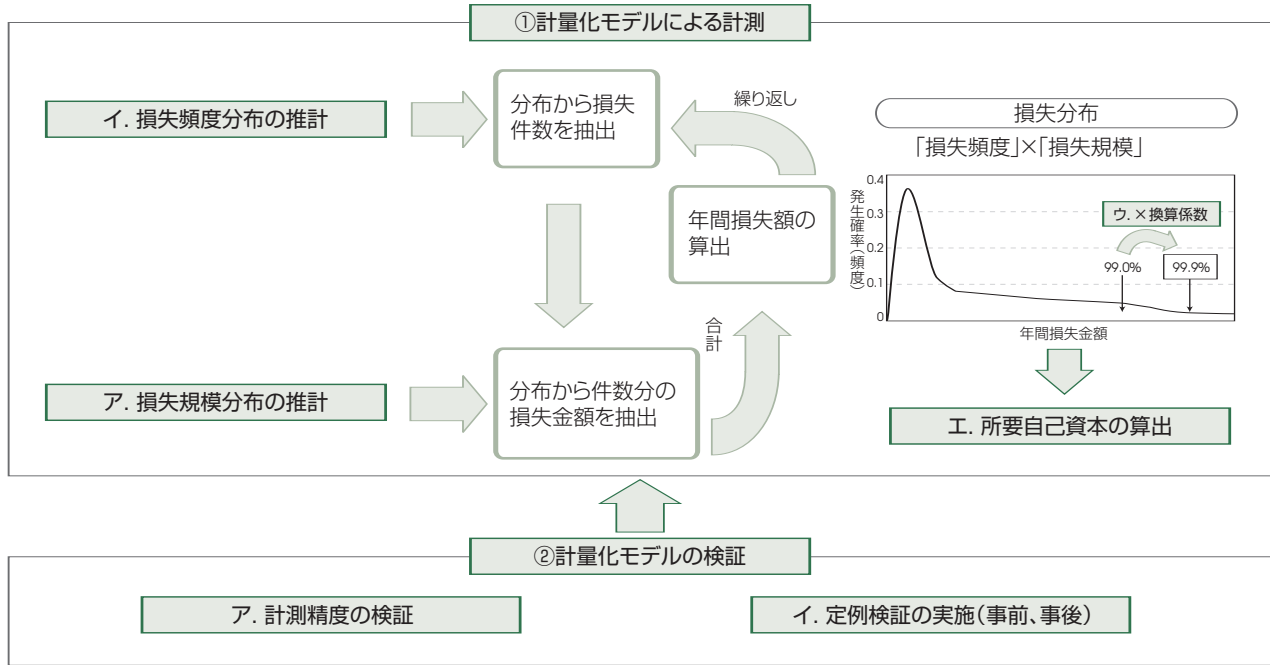 ①計量化モデルによる計測
イ. 損失頻度分布の推計
分布から損失
件数を抽出
繰り返し
年間損失額の
算出
合計
ア. 損失規模分布の推計
分布から件数分の
損失金額を抽出
損失分布
「損失頻度」×「損失規模」
発生確率（頻度）
0.4
0.3
0.2
0.1
0
ウ. ×換算係数
99.0%
99.9%
年間損失金額
エ. 所要自己資本の算出
②計量化モデルの検証
ア. 計測精度の検証
イ. 定例検証の実施（事前、事後）